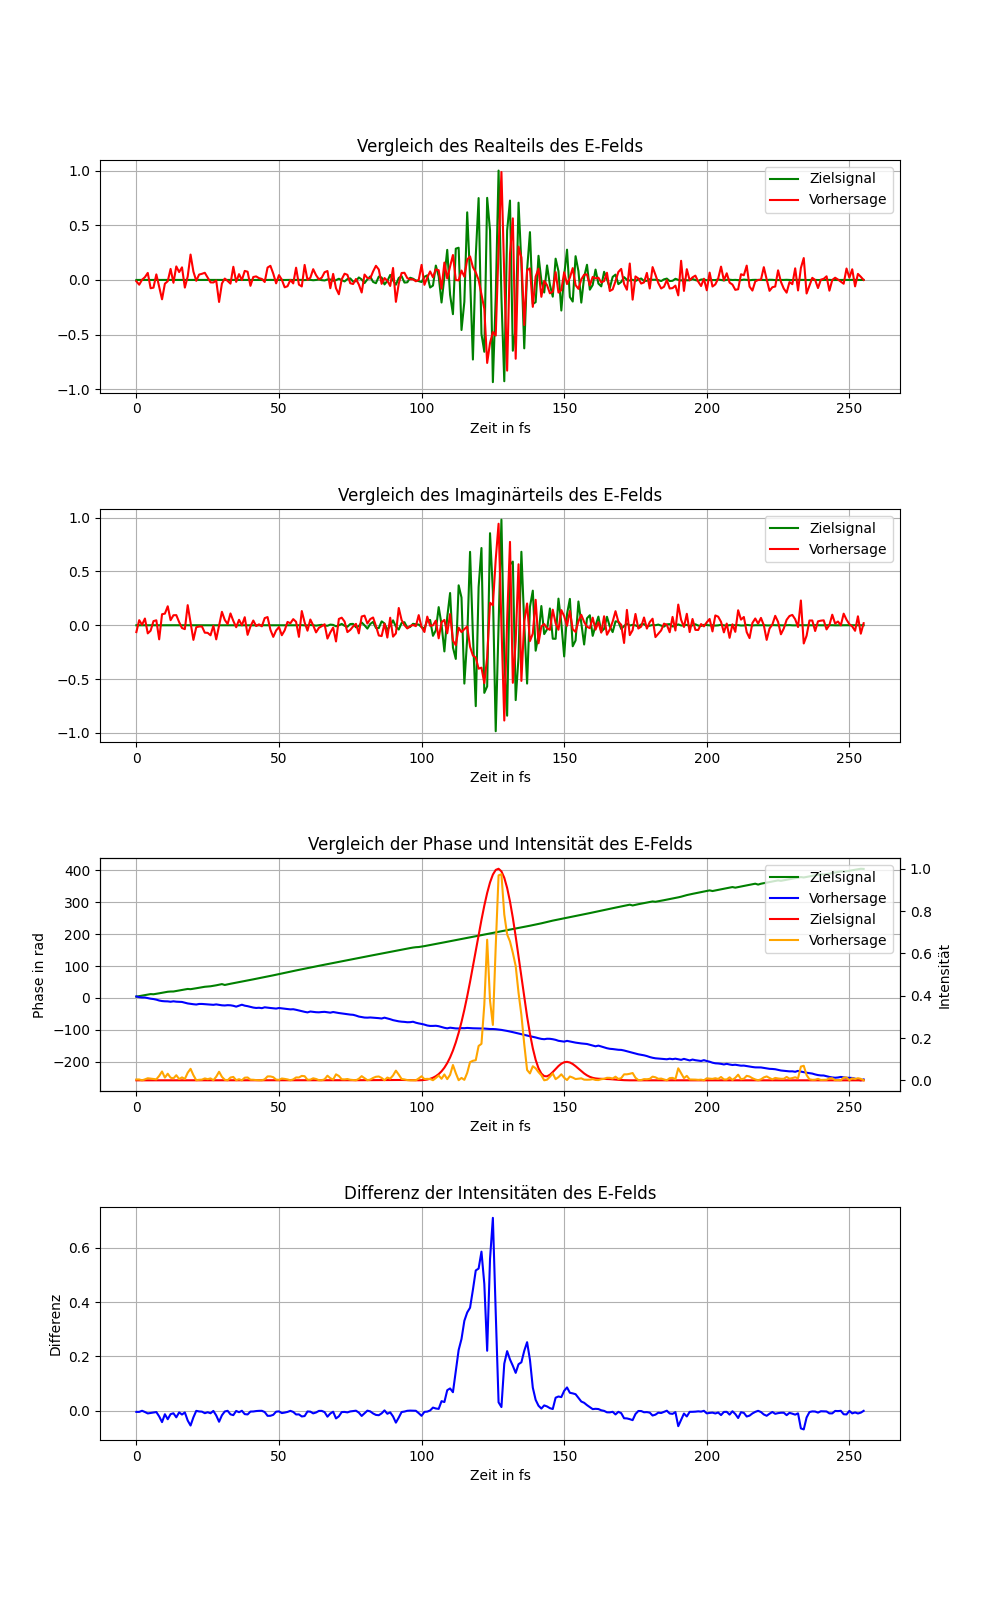 Vergleich des Realteils des E-Felds
1.0
0.5
0.0
−0.5
−1.0
Zielsignal
Vorhersage
0 50 100 150 200 250
Zeit in fs
Vergleich des Imaginärteils des E-Felds
1.0
0.5
0.0
−0.5
−1.0
Zielsignal
Vorhersage
0 50 100 150 200 250
Zeit in fs
Vergleich der Phase und Intensität des E-Felds
Phase in rad
400
300
200
100
0
−100
−200
Zielsignal
Vorhersage
Zielsignal
Vorhersage
1.0
0.8
0.6
0.4
0.2
0.0
Intensität
0 50 100 150 200 250
Zeit in fs
Differenz der Intensitäten des E-Felds
Differenz
0.6
0.4
0.2
0.0
0 50 100 150 200 250
Zeit in fs